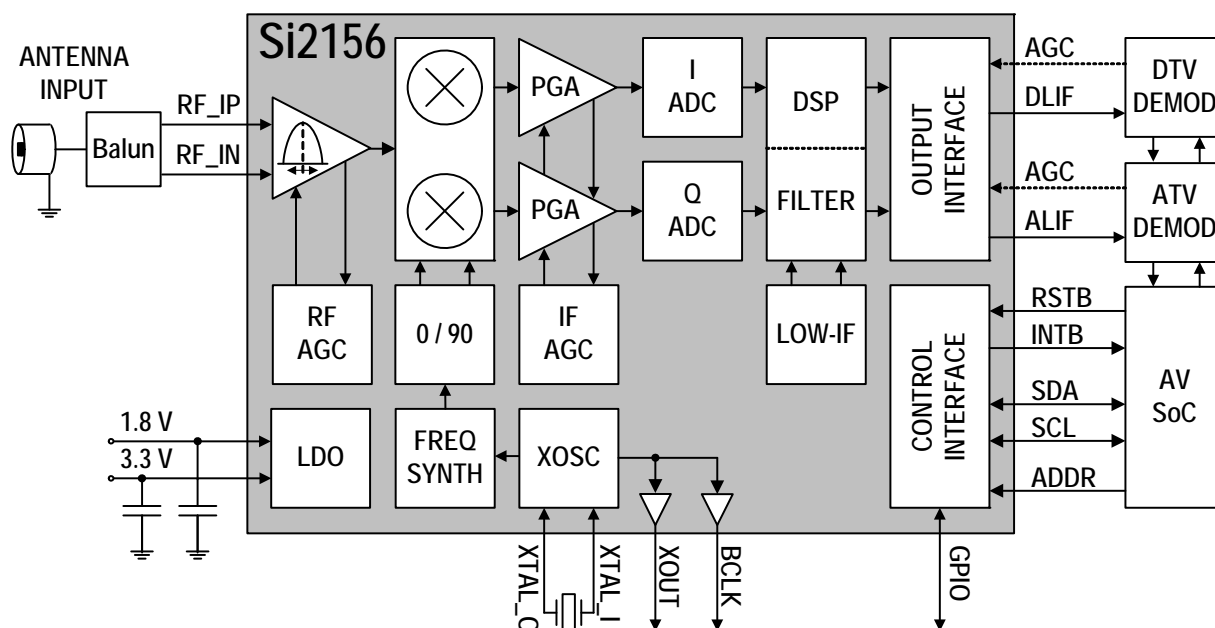 Si2156
ANTENNA
INPUT
RF_IP
RF_IN
Balun
PGA
PGA
I
ADC
Q
ADC
DSP
FILTER
OUTPUT
INTERFACE
AGC
DLIF
AGC
ALIF
DTV
DEMOD
ATV
DEMOD
RF
AGC
0 / 90
IF
AGC
LOW-IF
CONTROL
INTERFACE
RSTB
INTB
SDA
SCL
ADDR
AV
SoC
1.8 V
3.3 V
LDO
FREQ
SYNTH
XOSC
XTAL_O
XTAL_I
XOUT
BCLK
GPIO